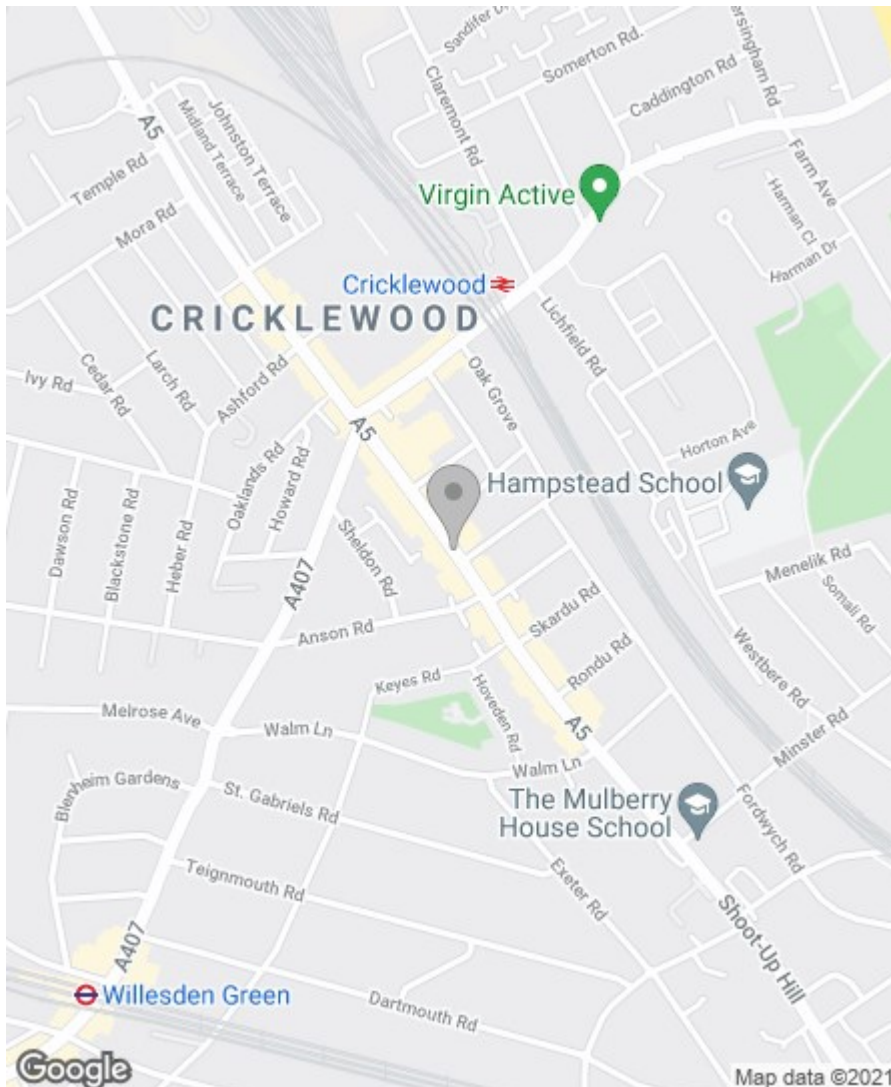 Sandifer Dr
Somerton Rd.
ersingham Rd
Claremont Rd
Caddington Rd
A5
Johnston Terrace
Midland Terrace
Temple Rd
Farm Ave
Virgin Active
Harman Cl
Mora Rd
Harman Dr
Cricklewood
CRICKLEWOOD
Lichfield Rd
Ashford Rd
Oak Grove
Larch Rd
Ivy Rd
Cedar Rd
A5
Horton Ave
Oaklands Rd
Howard Rd
Hampstead School
Dawson Rd
Blackstone Rd
Heber Rd
Sheldon Rd
Menelik Rd
Somali Rd
A407
Skardu Rd
Anson Rd
Westbere Rd
Rondu Rd
Keyes Rd
Hoveden Rd
Melrose Ave
Walm Ln
A5
Minster Rd
Walm Ln
Blenheim Gardens
St. Gabriels Rd
The Mulberry
House School
Fordwych Rd
Teignmouth Rd
Exeter Rd
Shoot-Up Hill
A407
Willesden Green
Dartmouth Rd
Google
Map data ©2021